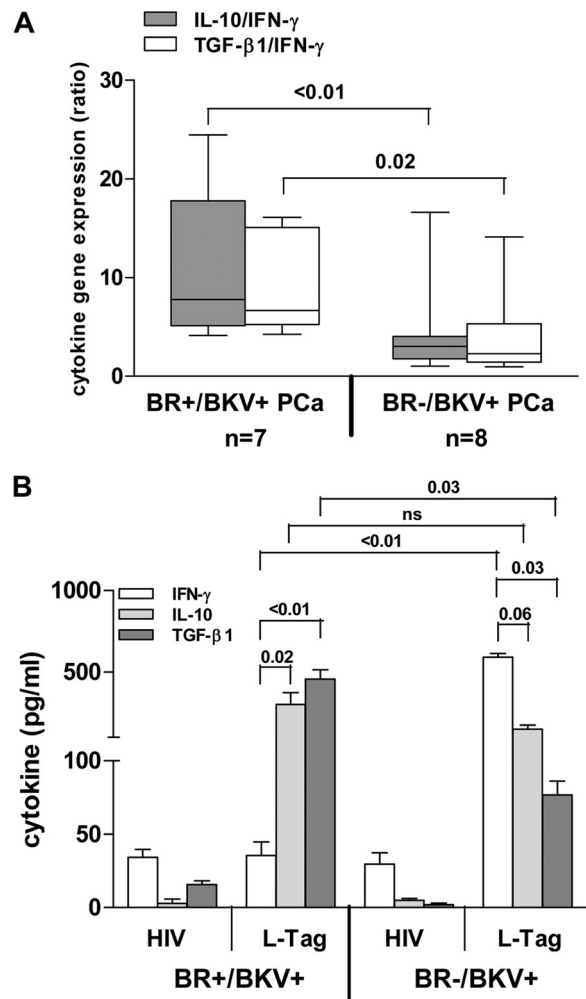 A
IL-10/IFN-γ
TGF-β1/IFN-γ
cytokine gene expression (ratio)
30
20
10
0
<0.01
0.02
BR+/BKV+ PCa
BR-/BKV+ PCa
n=7
n=8
B
0.03
ns
<0.01
0.03
1000
IFN-γ
IL-10
TGF-β1
<0.01
0.06
0.02
500
cytokine (pg/ml)
100
50
0
HIV
L-Tag
HIV
L-Tag
BR+/BKV+
BR-/BKV+